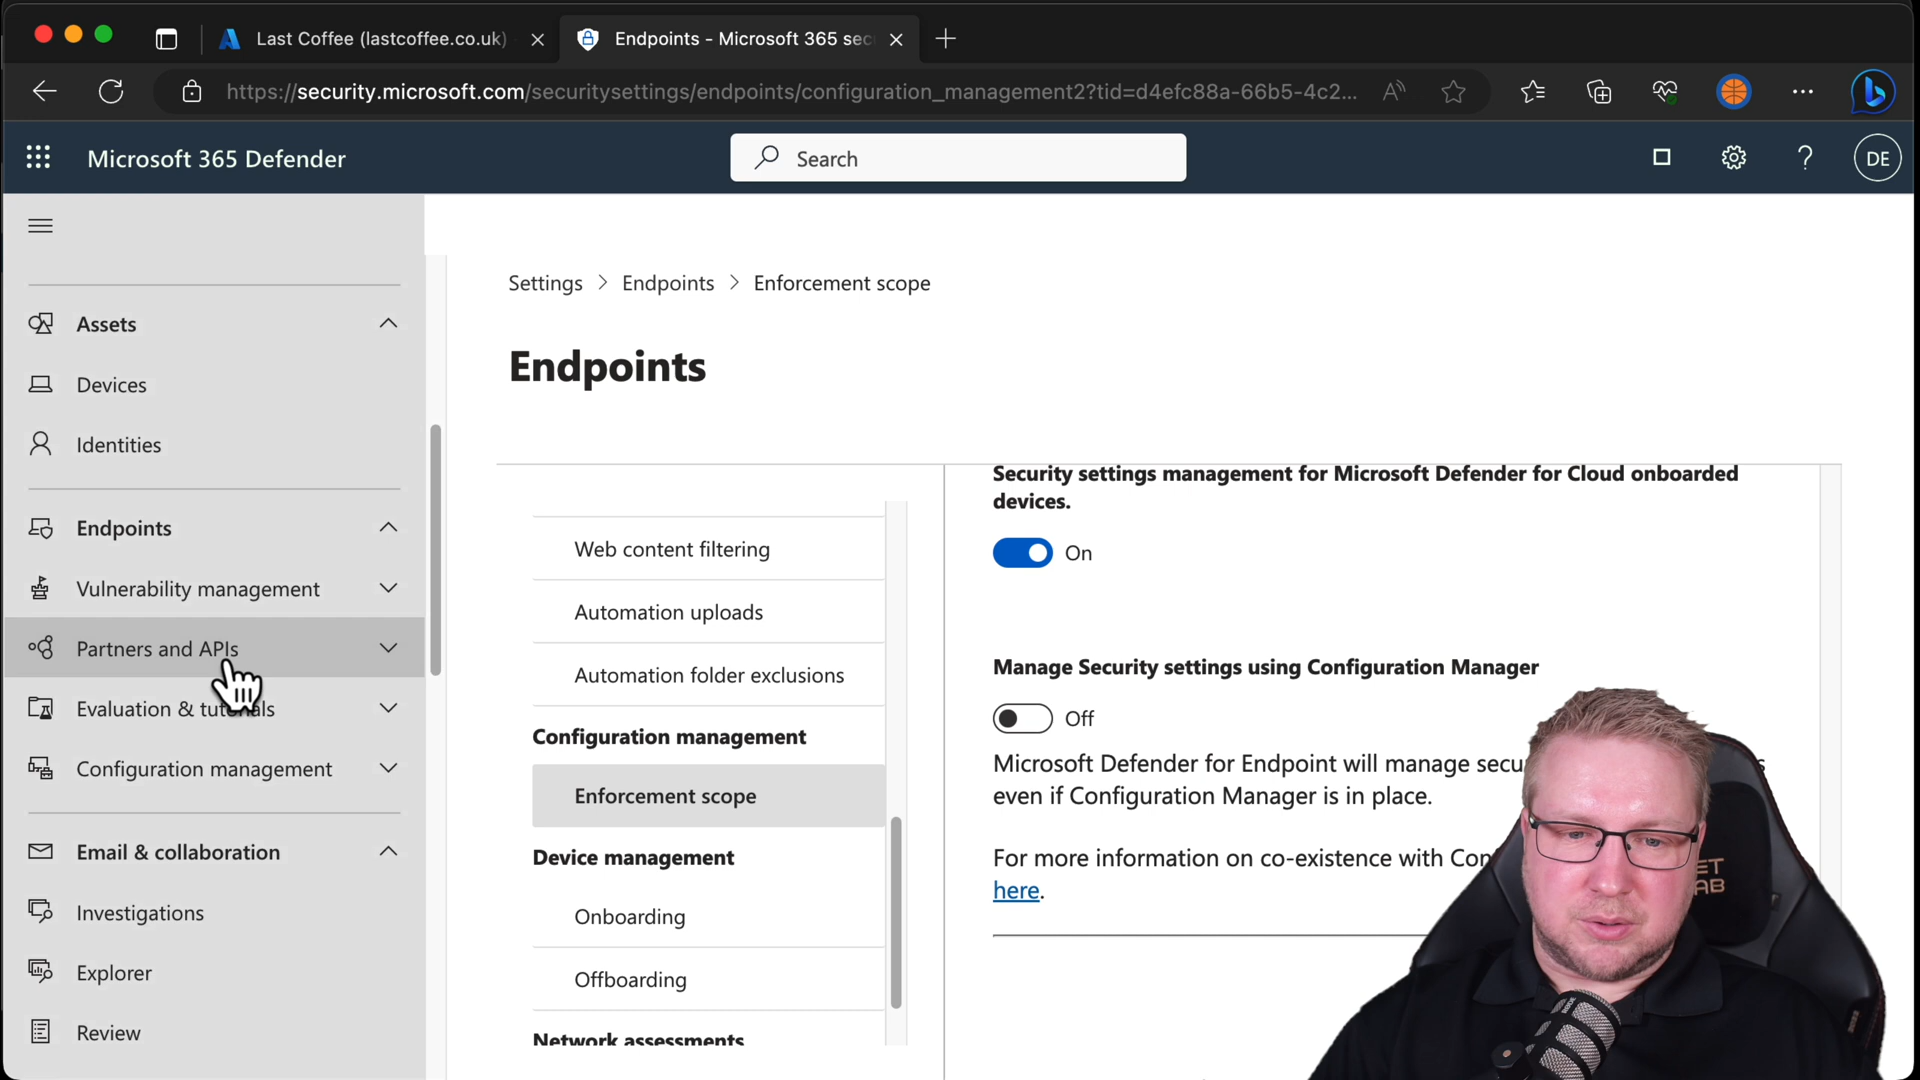 Last Coffee (lastcoffee.co.uk)
Endpoints - Microsoft 365 sec
https://security.microsoft.com/securitysettings/endpoints/configuration_management2?tid=d4efc88a-66b5-4c2...
Microsoft 365 Defender
Search
DE
Assets
Devices
Identities
Endpoints
Vulnerability management
Partners and APIs
Evaluation & tutorials
Configuration management
Email & collaboration
Investigations
Explorer
Review
Settings > Endpoints > Enforcement scope
Endpoints
Web content filtering
Automation uploads
Automation folder exclusions
Configuration management
Enforcement scope
Device management
Onboarding
Offboarding
Network assessments
Security settings management for Microsoft Defender for Cloud onboarded
devices.
On
Manage Security settings using Configuration Manager
Off
Microsoft Defender for Endpoint will manage secu
even if Configuration Manager is in place.
For more information on co-existence with Con
here.